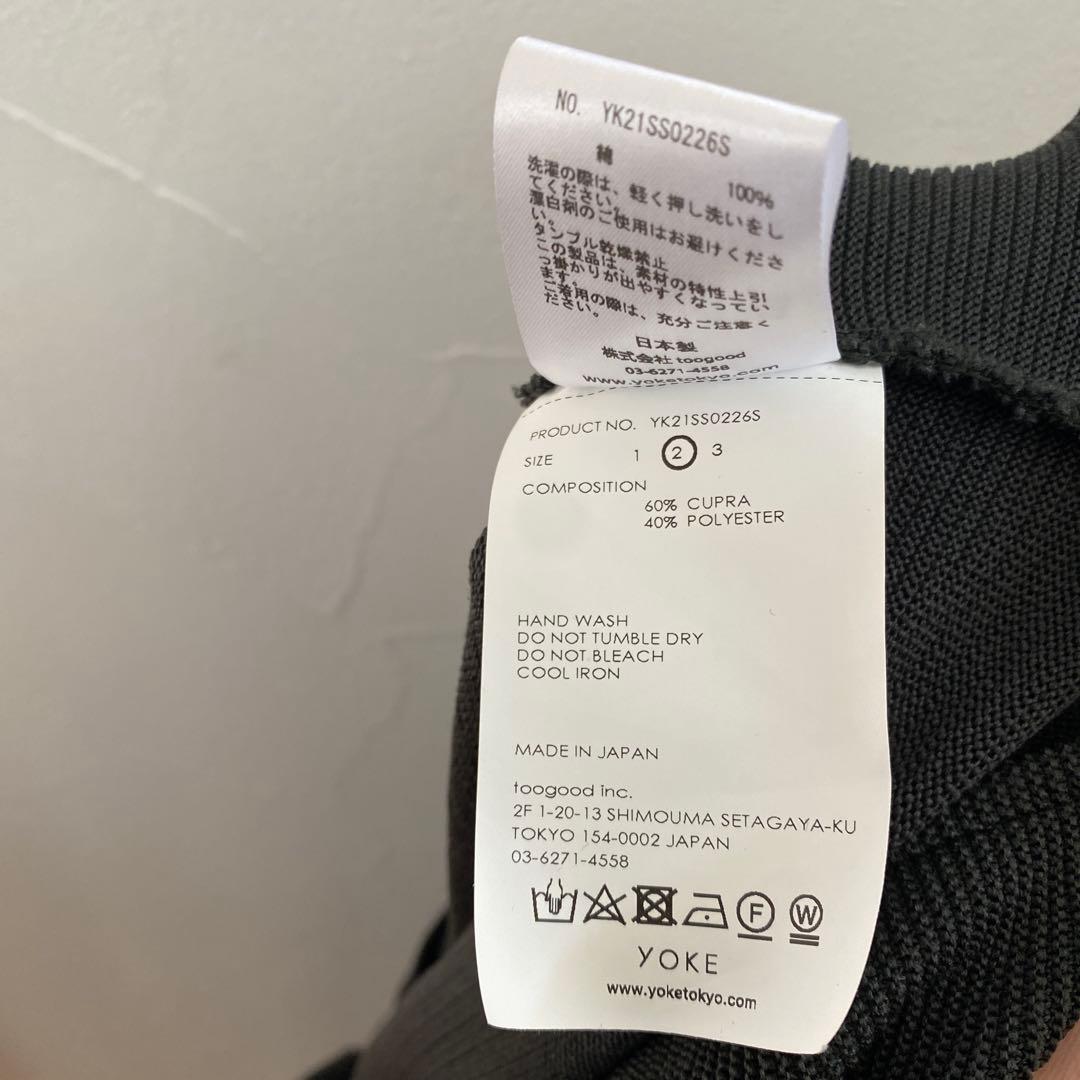 NO. YK21SS0226S
綿 100%
洗濯の際は、軽く押し洗いをし
てください。
漂白剤のご使用はお避けくださ
い。
タンブル乾燥禁止
この製品は、素材の特性上引
っ掛かりが出やすくなってい
ます。
ご着用の際は、充分ご注意く
ださい。
日本製
株式会社 toogood
03-6271-4558
www.yoketokyo.com
PRODUCT NO. YK21SS0226S
SIZE 1 2 3
COMPOSITION
60% CUPRA
40% POLYESTER
HAND WASH
DO NOT TUMBLE DRY
DO NOT BLEACH
COOL IRON
MADE IN JAPAN
toogood inc.
2F 1-20-13 SHIMOUMA SETAGAYA-KU
TOKYO 154-0002 JAPAN
03-6271-4558
F W
YOKE
www.yoketokyo.com